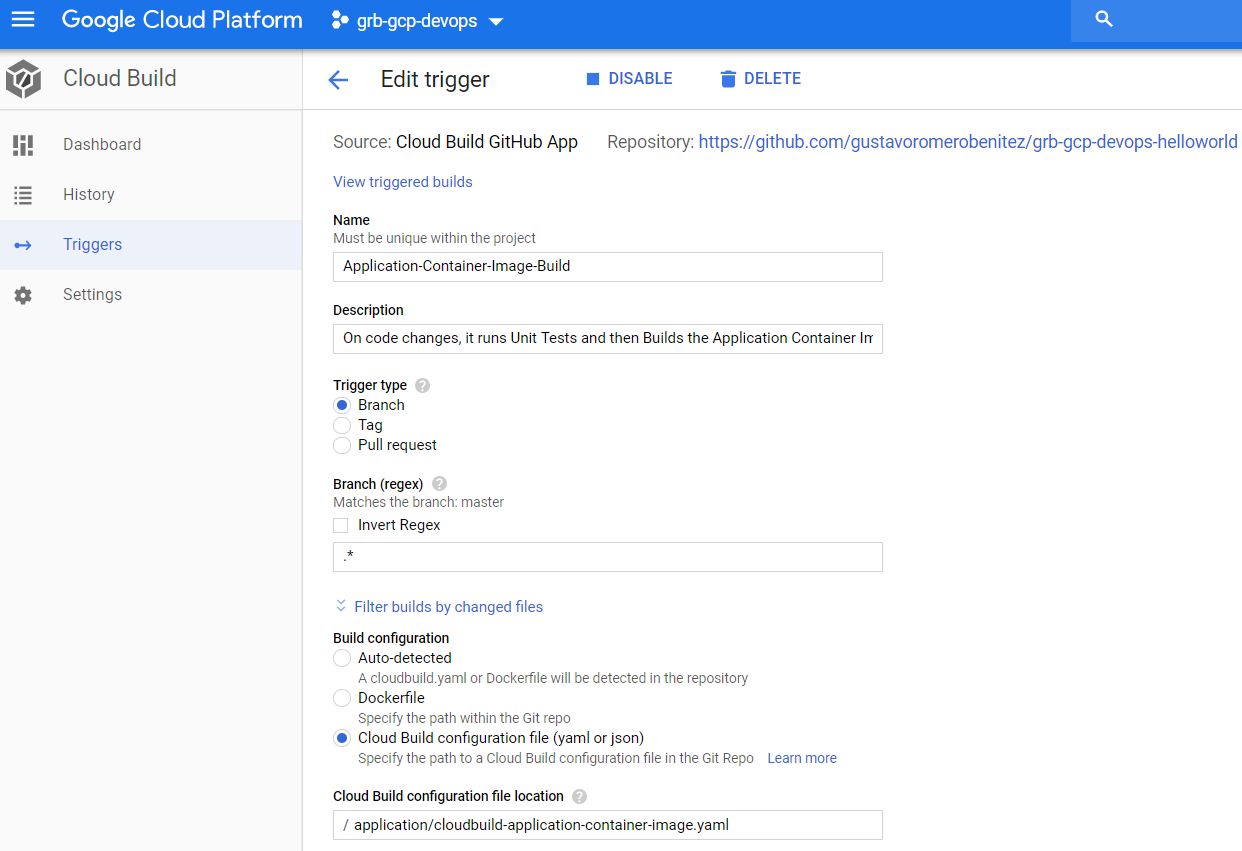 Google Cloud Platform grb-gcp-devops
Cloud Build
Edit trigger DISABLE DELETE
Dashboard
History
Triggers
Settings
Source: Cloud Build GitHub App Repository: https://github.com/gustavoromerobenitez/grb-gcp-devops-helloworld
View triggered builds
Name
Must be unique within the project
Application-Container-Image-Build
Description
On code changes, it runs Unit Tests and then Builds the Application Container Im
Trigger type ?
Branch
Tag
Pull request
Branch (regex) ?
Matches the branch: master
Invert Regex
.*
Filter builds by changed files
Build configuration
Auto-detected
A cloudbuild.yaml or Dockerfile will be detected in the repository
Dockerfile
Specify the path within the Git repo
Cloud Build configuration file (yaml or json)
Specify the path to a Cloud Build configuration file in the Git Repo Learn more
Cloud Build configuration file location ?
/ application/cloudbuild-application-container-image.yaml